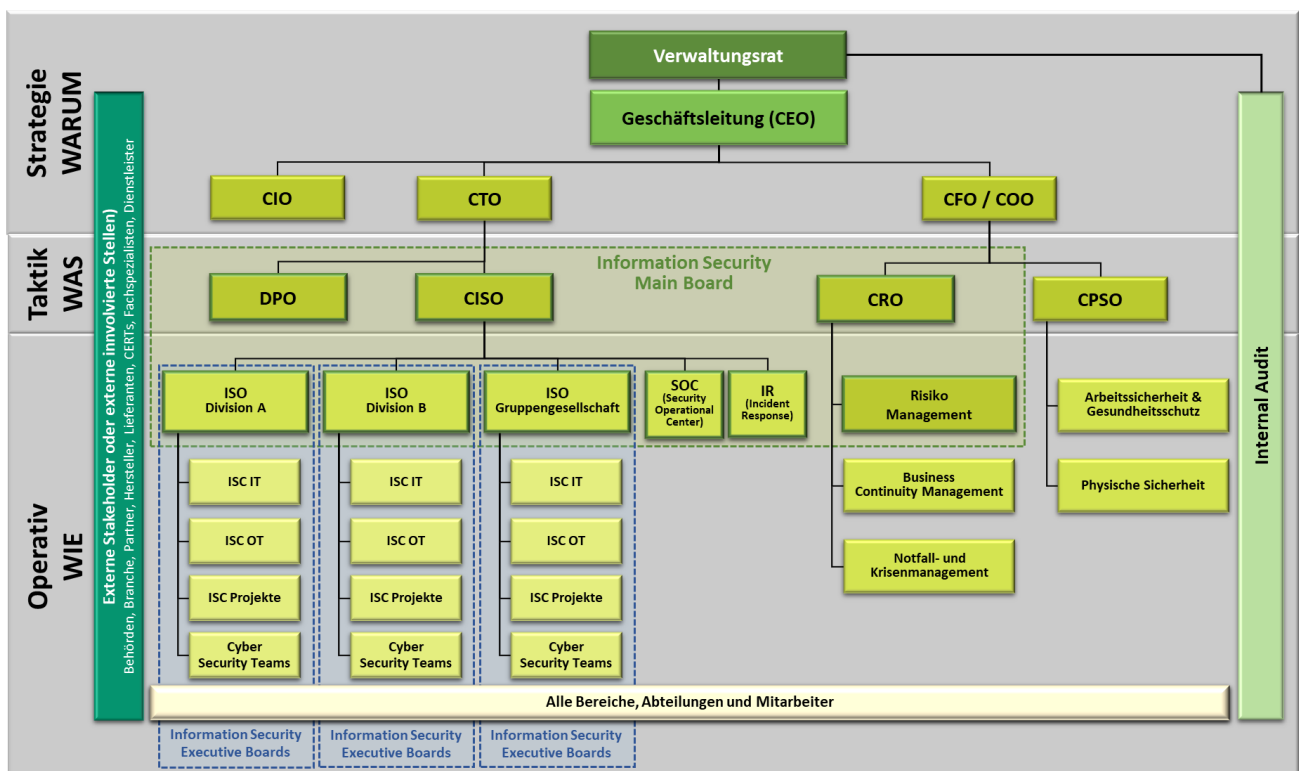 Strategie
WARUM
Taktik
WAS
Operativ
WIE
Externe Stakeholder oder externe innvolvierte Stellen)
Behörden, Branche, Partner, Hersteller, Lieferanten, CERTs, Fachspezialisten, Dienstleister
Verwaltungsrat
Geschäftsleitung (CEO)
CIO
CTO
CFO / COO
Information Security
Main Board
DPO
CISO
CRO
CPSO
ISO
Division A
ISO
Division B
ISO
Gruppengesellschaft
SOC
(Security
Operational
Center)
IR
(Incident
Response)
Risiko
Management
Arbeitssicherheit &
Gesundheitsschutz
ISC IT
ISC IT
ISC IT
Business
Continuity Management
Physische Sicherheit
ISC OT
ISC OT
ISC OT
Notfall- und
Krisenmanagement
ISC Projekte
ISC Projekte
ISC Projekte
Cyber
Security Teams
Cyber
Security Teams
Cyber
Security Teams
Alle Bereiche, Abteilungen und Mitarbeiter
Information Security
Executive Boards
Information Security
Executive Boards
Information Security
Executive Boards
Internal Audit